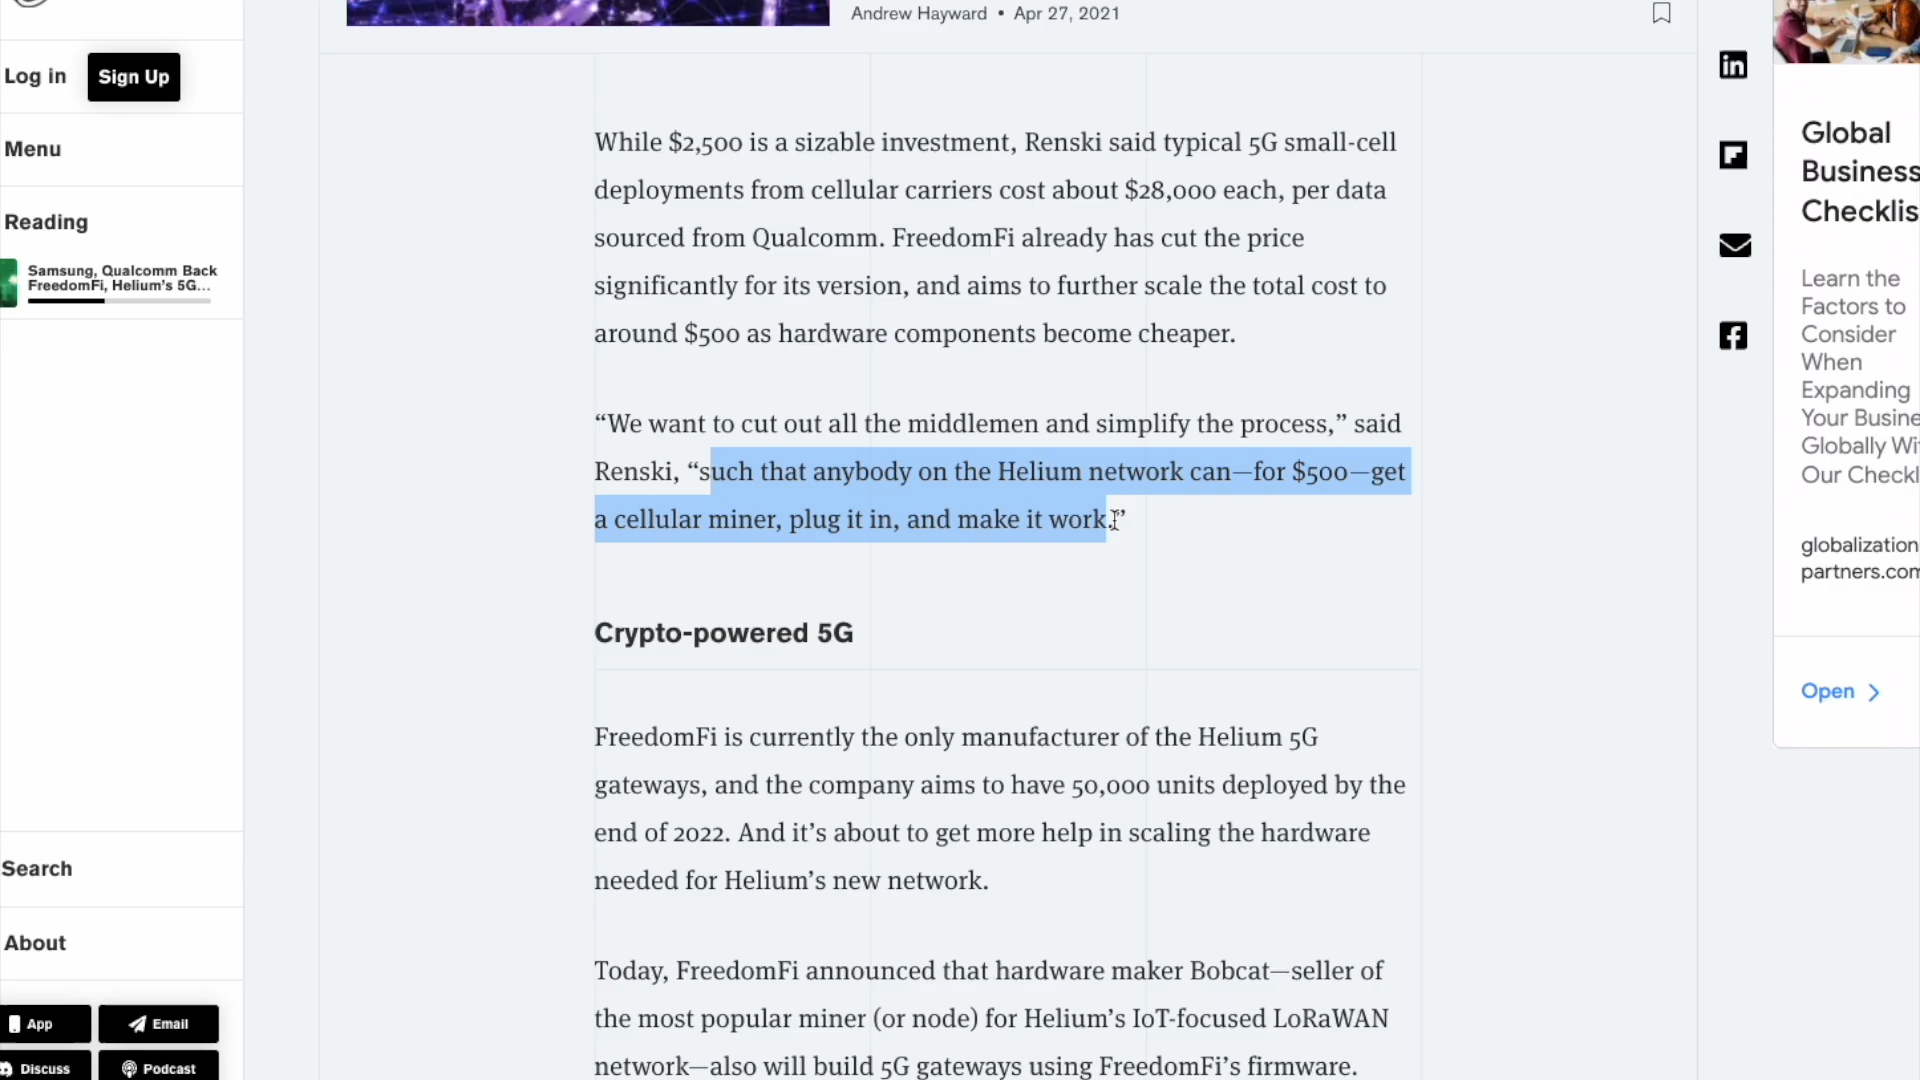 Andrew Hayward • Apr 27, 2021
Log in
Sign Up
Menu
Reading
Samsung, Qualcomm Back
FreedomFi, Helium's 5G...
Search
About
App
Email
Discuss
Podcast
While $2,500 is a sizable investment, Renski said typical 5G small-cell
deployments from cellular carriers cost about $28,000 each, per data
sourced from Qualcomm. FreedomFi already has cut the price
significantly for its version, and aims to further scale the total cost to
around $500 as hardware components become cheaper.
“We want to cut out all the middlemen and simplify the process,” said
Renski, “such that anybody on the Helium network can—for $500—get
a cellular miner, plug it in, and make it work.”
Crypto-powered 5G
FreedomFi is currently the only manufacturer of the Helium 5G
gateways, and the company aims to have 50,000 units deployed by the
end of 2022. And it’s about to get more help in scaling the hardware
needed for Helium’s new network.
Today, FreedomFi announced that hardware maker Bobcat—seller of
the most popular miner (or node) for Helium’s IoT-focused LoRaWAN
network—also will build 5G gateways using FreedomFi’s firmware.
in
Global
Business
Checklis
Learn the
Factors to
Consider
When
Expanding
Your Busine
Globally Wi
Our Checkl
globalization
partners.com
Open